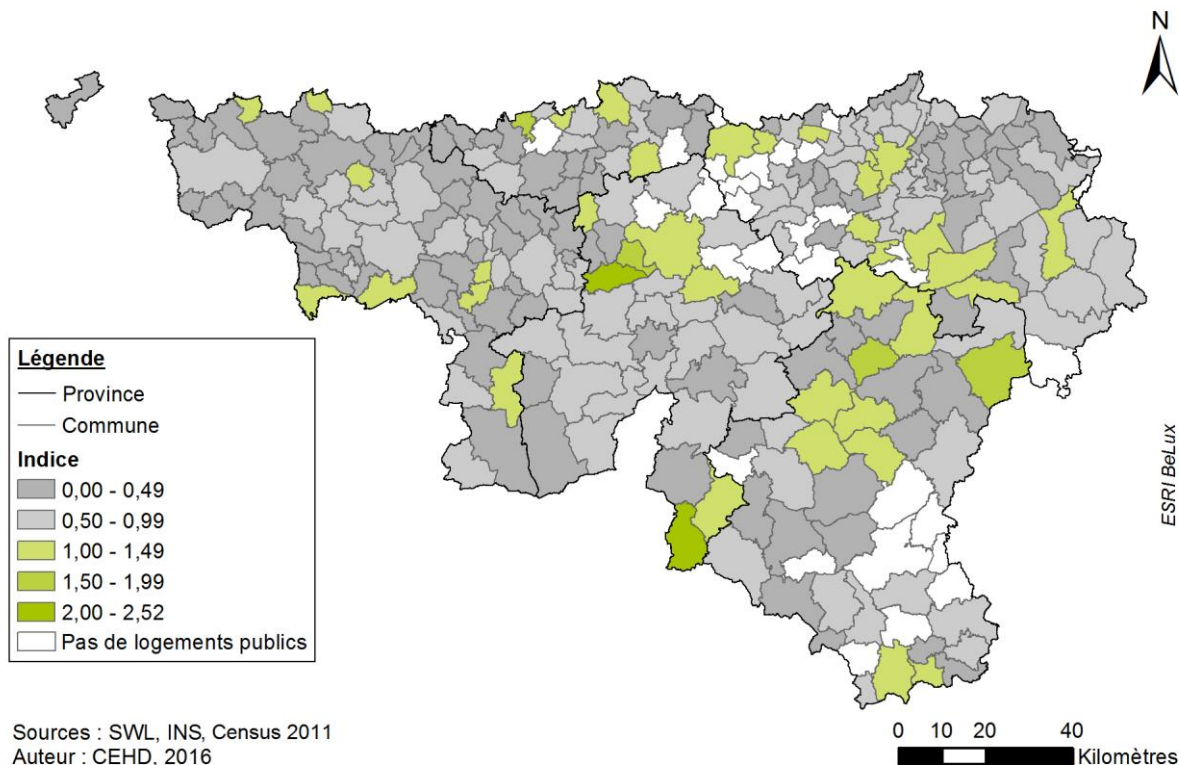 N
Légende
Province
Commune
Indice
0,00 - 0,49
0,50 - 0,99
1,00 - 1,49
1,50 - 1,99
2,00 - 2,52
Pas de logements publics
ESRI BeLux
Sources : SWL, INS, Census 2011
Auteur : CEHD, 2016
0 10 20 40
Kilomètres